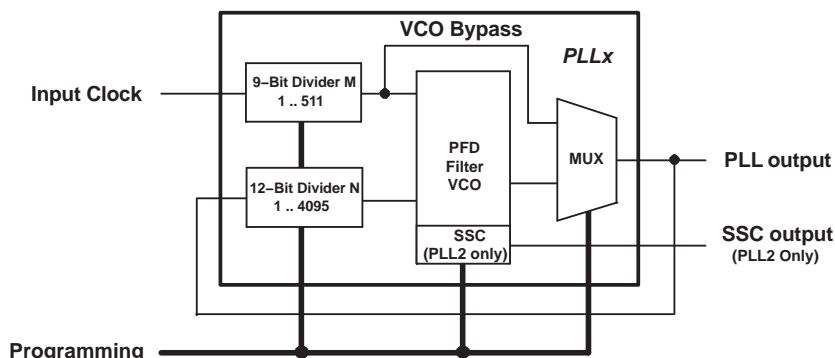 VCO Bypass
PLLx
Input Clock
9–Bit Divider M
1 .. 511
PFD
Filter
VCO
MUX
PLL output
12–Bit Divider N
1 .. 4095
SSC
(PLL2 only)
SSC output
(PLL2 Only)
Programming